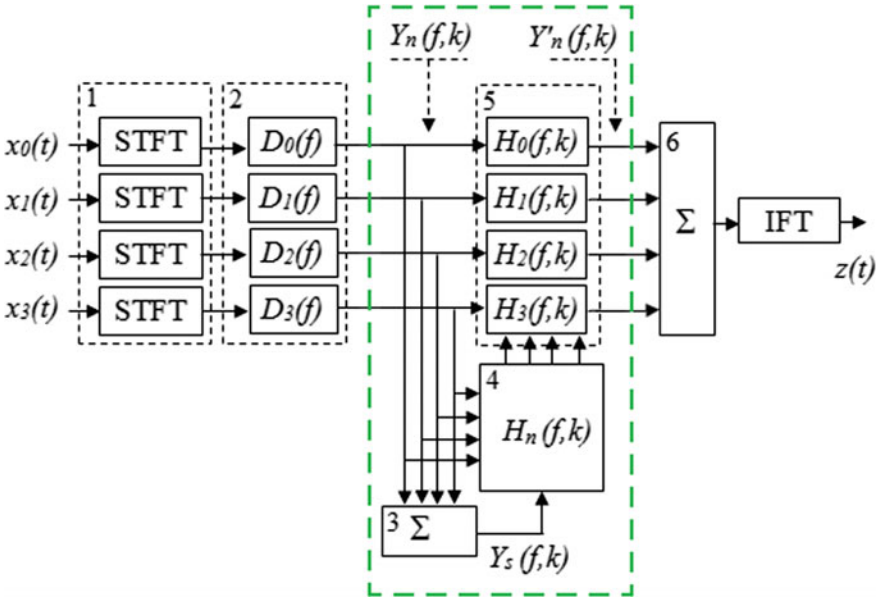 Yn(f,k) Y'n(f,k)
1 2 5
x0(t) STFT D0(f) H0(f,k) 6
x1(t) STFT D1(f) H1(f,k)
Σ IFT
x2(t) STFT D2(f) H2(f,k) z(t)
x3(t) STFT D3(f) H3(f,k)
4
Hn(f,k)
3 Σ
Ys(f,k)